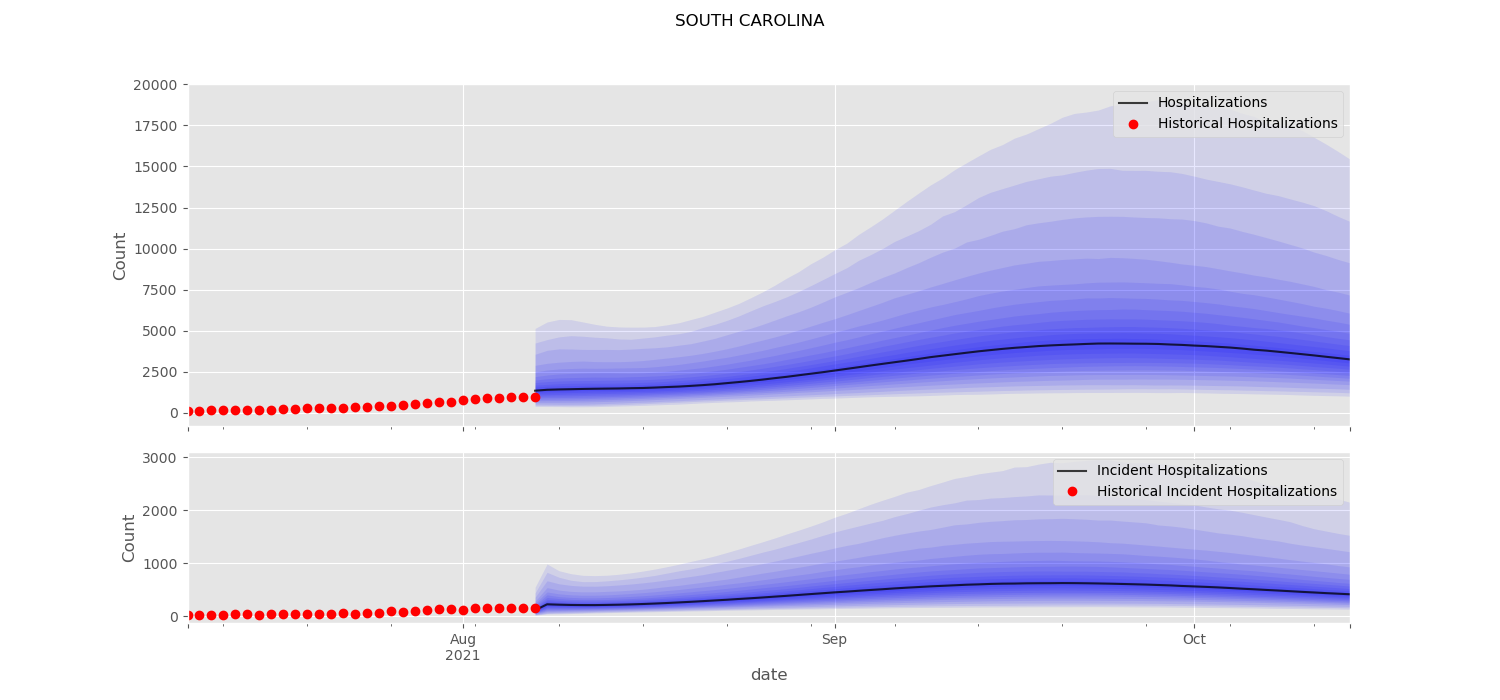 SOUTH CAROLINA
20000
17500
15000
12500
10000
7500
5000
2500
0
Count
Hospitalizations
Historical Hospitalizations
3000
2000
1000
0
Count
Incident Hospitalizations
Historical Incident Hospitalizations
Aug
2021
Sep
Oct
date